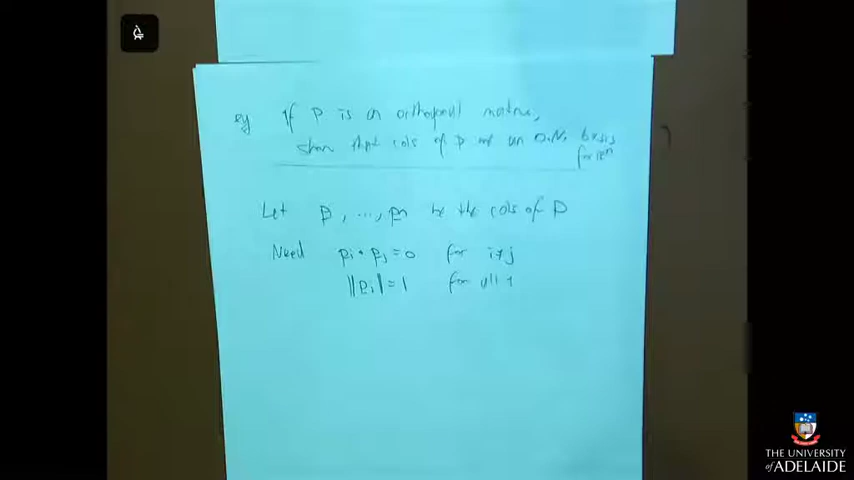 eg If P is an orthogonal matrix,
show that cols of P are an O.N. basis
for ℝⁿ
Let p₁, ..., pₙ be the cols of P
Need pᵢ · pⱼ = 0 for i≠j
||pᵢ|| = 1 for all i
THE UNIVERSITY
of ADELAIDE